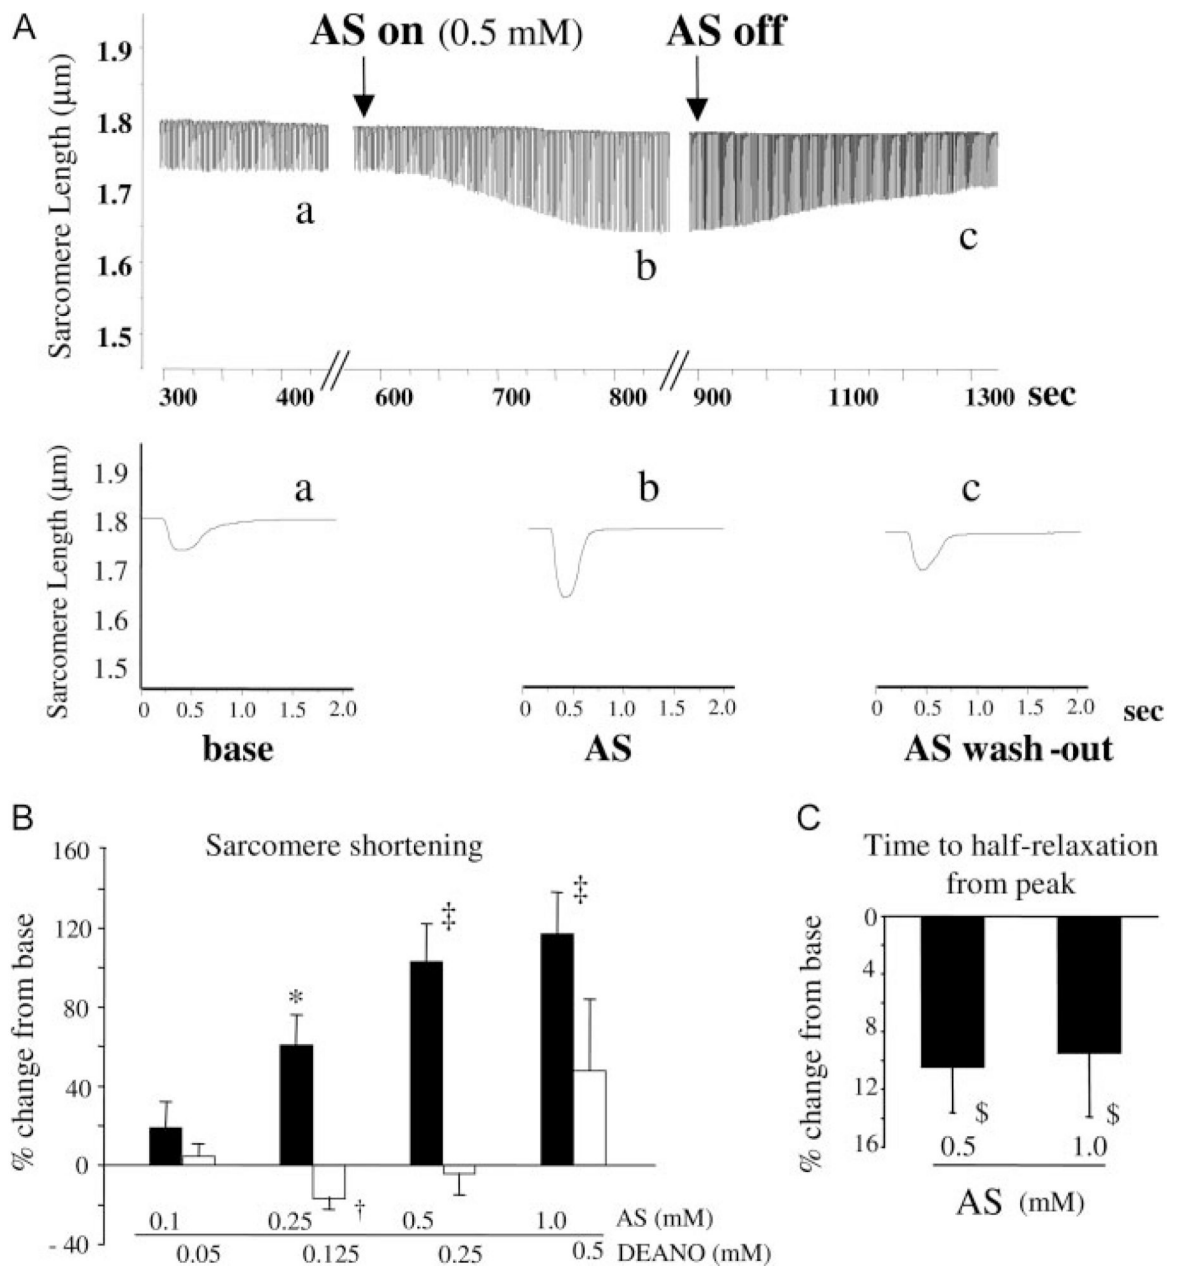 A
AS on (0.5 mM) AS off
Sarcomere Length (μm)
1.9
1.8
1.7
1.6
1.5
a
b
c
300 400 600 700 800 900 1100 1300 sec
Sarcomere Length (μm)
1.9
1.8
1.7
1.6
1.5
a b c
0 0.5 1.0 1.5 2.0 0 0.5 1.0 1.5 2.0 0 0.5 1.0 1.5 2.0 sec
base AS AS wash-out
B
Sarcomere shortening
% change from base
160
120
80
40
0
- 40
*
‡
‡
†
0.1 0.25 0.5 1.0 AS (mM)
0.05 0.125 0.25 0.5 DEANO (mM)
C
Time to half-relaxation
from peak
% change from base
0
4
8
12
16
$ $
0.5 1.0
AS (mM)